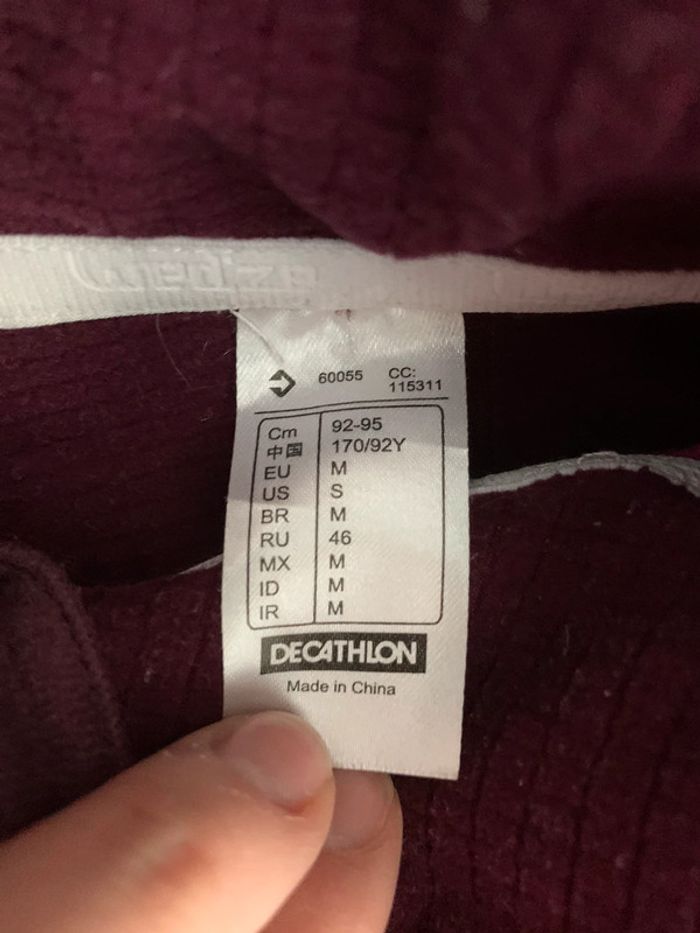 wedze
60055 CC:
115311
Cm 92-95
中国 170/92Y
EU M
US S
BR M
RU 46
MX M
ID M
IR M
DECATHLON
Made in China